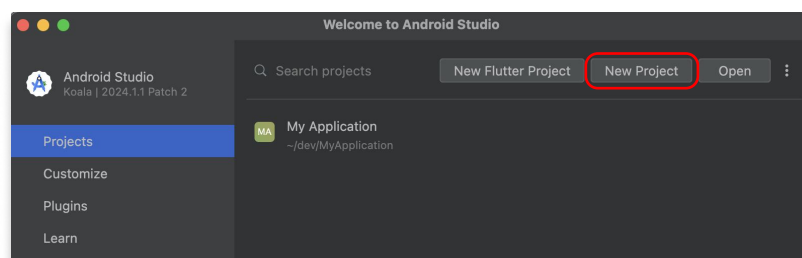 Welcome to Android Studio
Android Studio
Koala | 2024.1.1 Patch 2
Projects
Customize
Plugins
Learn
Search projects
New Flutter Project
New Project
Open
MA
My Application
~/dev/MyApplication